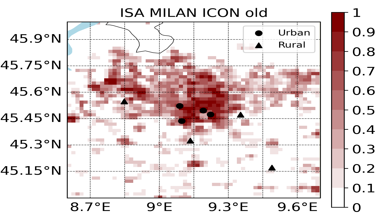 ISA MILAN ICON old
Urban
Rural
45.9°N
45.75°N
45.6°N
45.45°N
45.3°N
45.15°N
8.7°E
9°E
9.3°E
9.6°E
1
0.9
0.8
0.7
0.6
0.5
0.4
0.3
0.2
0.1
0